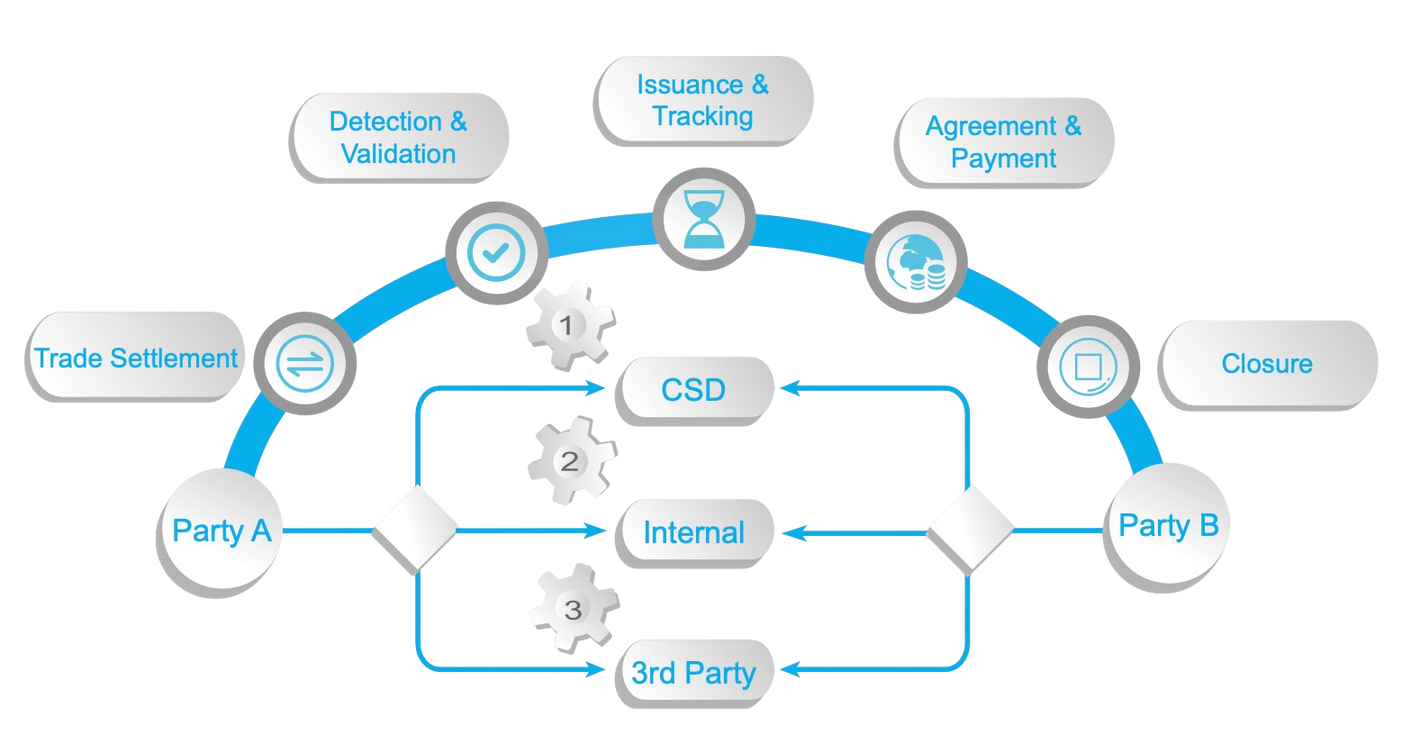 Issuance &
Tracking
Detection &
Validation
Agreement &
Payment
Trade Settlement
Closure
1
CSD
2
Party A
Internal
Party B
3
3rd Party